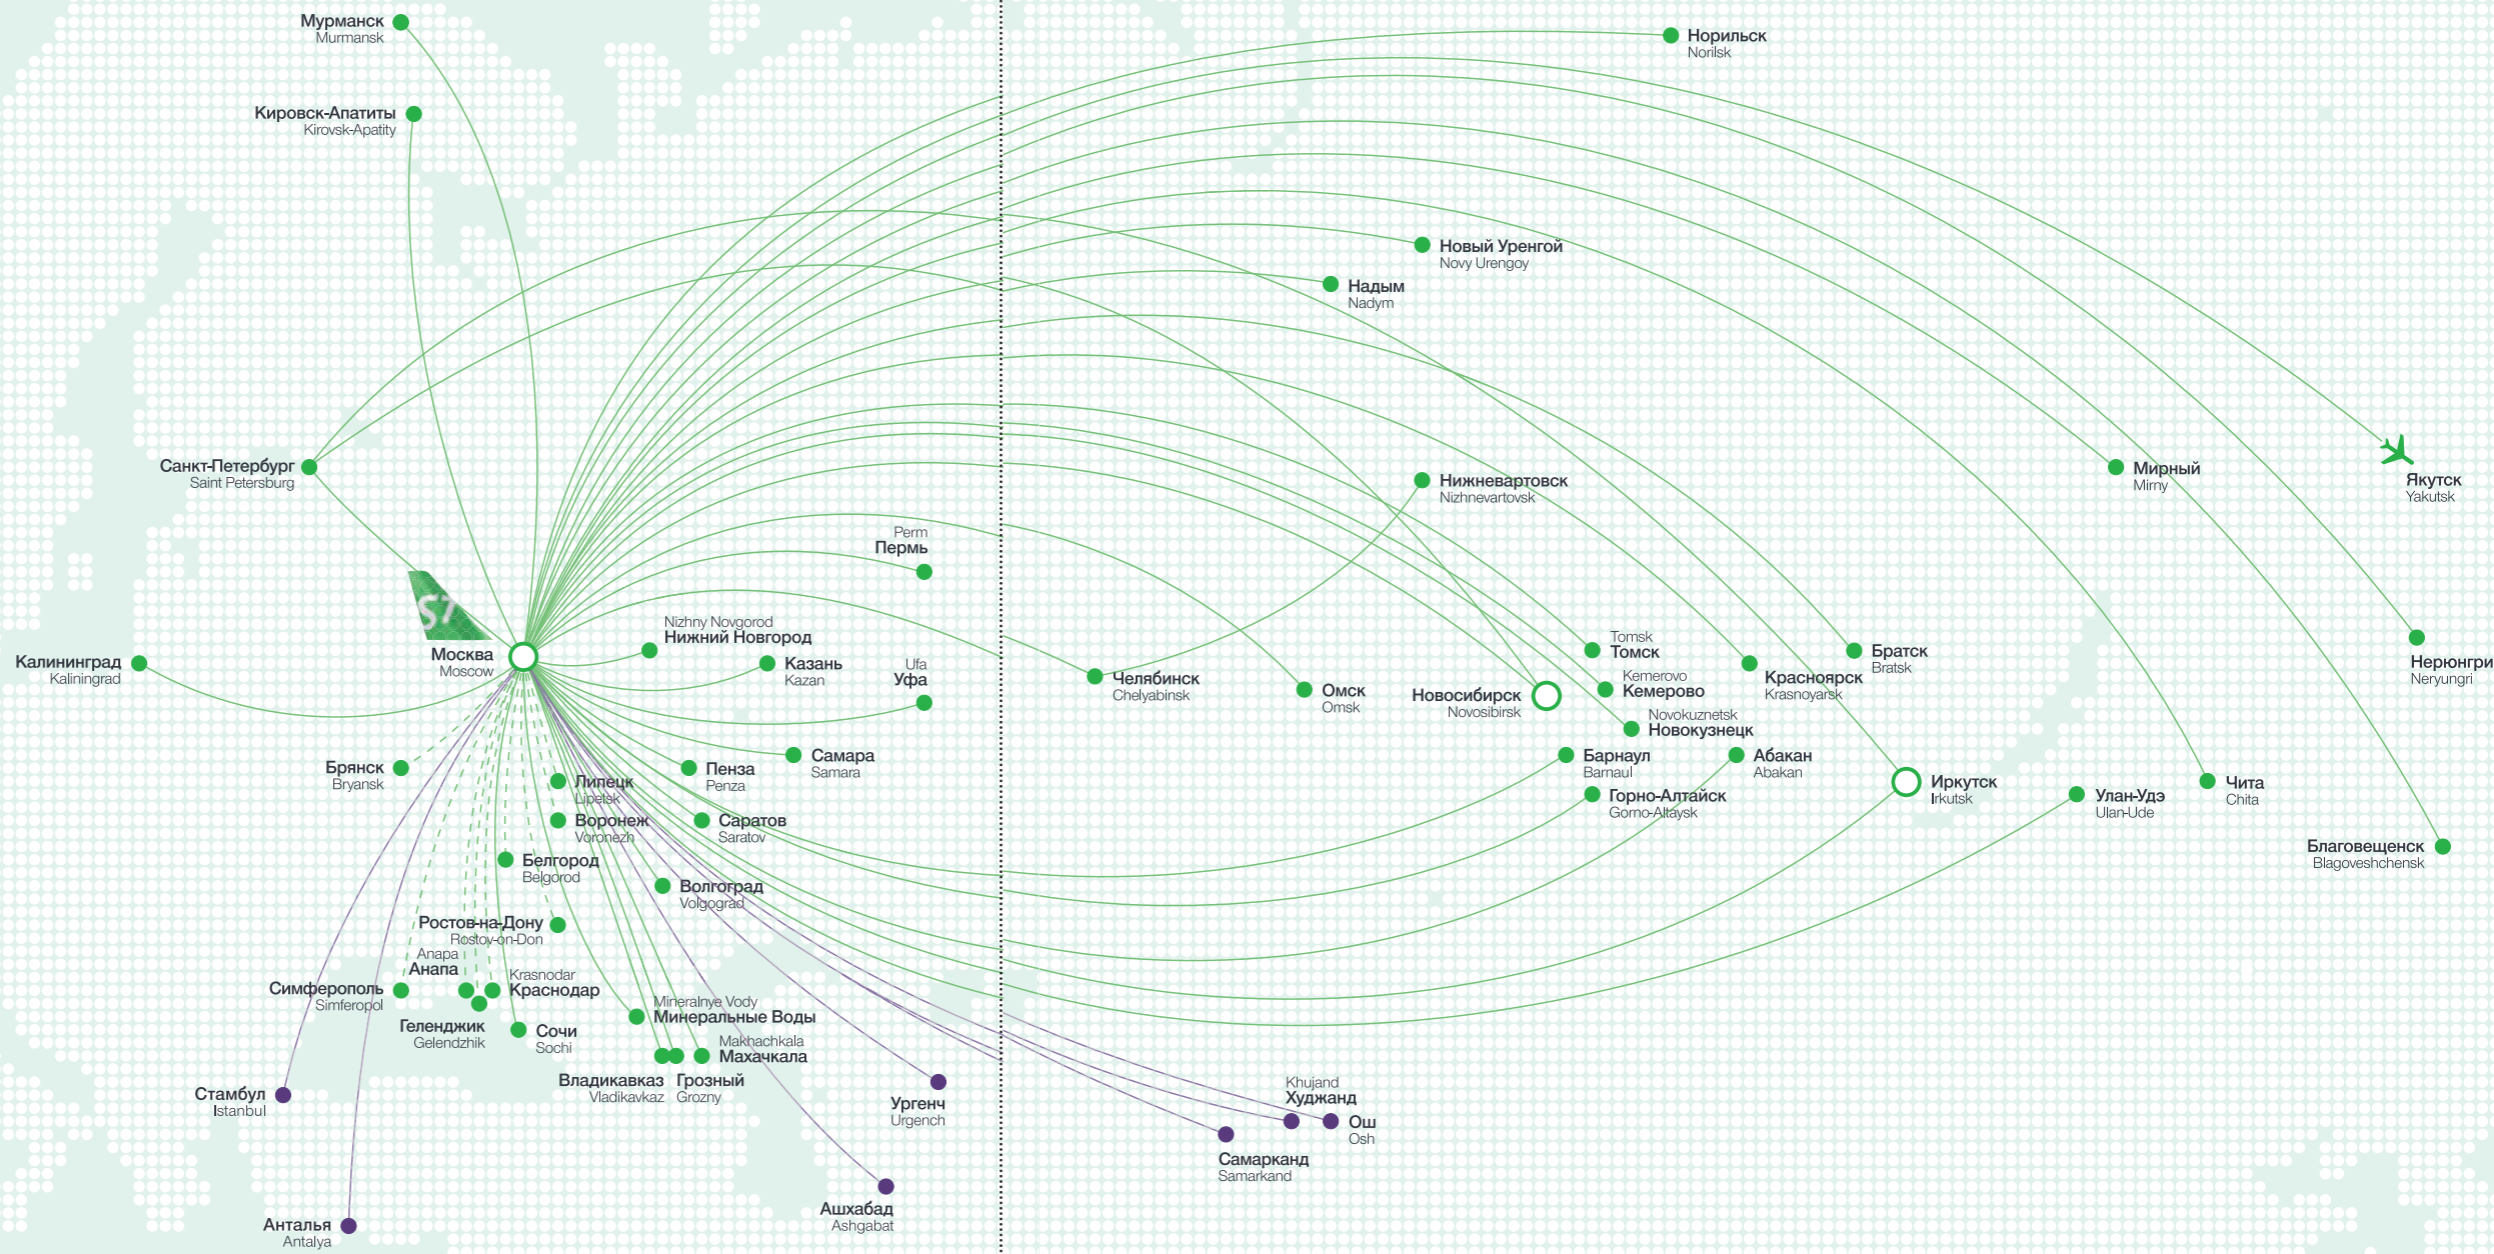 Мурманск
Murmansk
Норильск
Norilsk
Кировск-Апатиты
Kirovsk-Apatity
Новый Уренгой
Novy Urengoy
Надым
Nadym
Санкт-Петербург
Saint Petersburg
Нижневартовск
Nizhnevartovsk
Мирный
Mirny
Якутск
Yakutsk
Perm
Пермь
S7
Москва
Moscow
Nizhny Novgorod
Нижний Новгород
Казань
Kazan
Ufa
Уфа
Калининград
Kaliningrad
Челябинск
Chelyabinsk
Омск
Omsk
Новосибирск
Novosibirsk
Tomsk
Томск
Kemerovo
Кемерово
Novokuznetsk
Новокузнецк
Красноярск
Krasnoyarsk
Братск
Bratsk
Нерюнгри
Neryungri
Брянск
Bryansk
Липецк
Lipetsk
Пенза
Penza
Самара
Samara
Барнаул
Barnaul
Абакан
Abakan
Горно-Алтайск
Gorno-Altaysk
Иркутск
Irkutsk
Улан-Удэ
Ulan-Ude
Чита
Chita
Воронеж
Voronezh
Саратов
Saratov
Благовещенск
Blagoveshchensk
Белгород
Belgorod
Волгоград
Volgograd
Ростов-на-Дону
Rostov-on-Don
Anapa
Анапа
Симферополь
Simferopol
Krasnodar
Краснодар
Геленджик
Gelendzhik
Сочи
Sochi
Mineralnye Vody
Минеральные Воды
Makhachkala
Махачкала
Владикавказ
Vladikavkaz
Грозный
Grozny
Стамбул
Istanbul
Ургенч
Urgench
Khujand
Худжанд
Ош
Osh
Самарканд
Samarkand
Ашхабад
Ashgabat
Анталья
Antalya